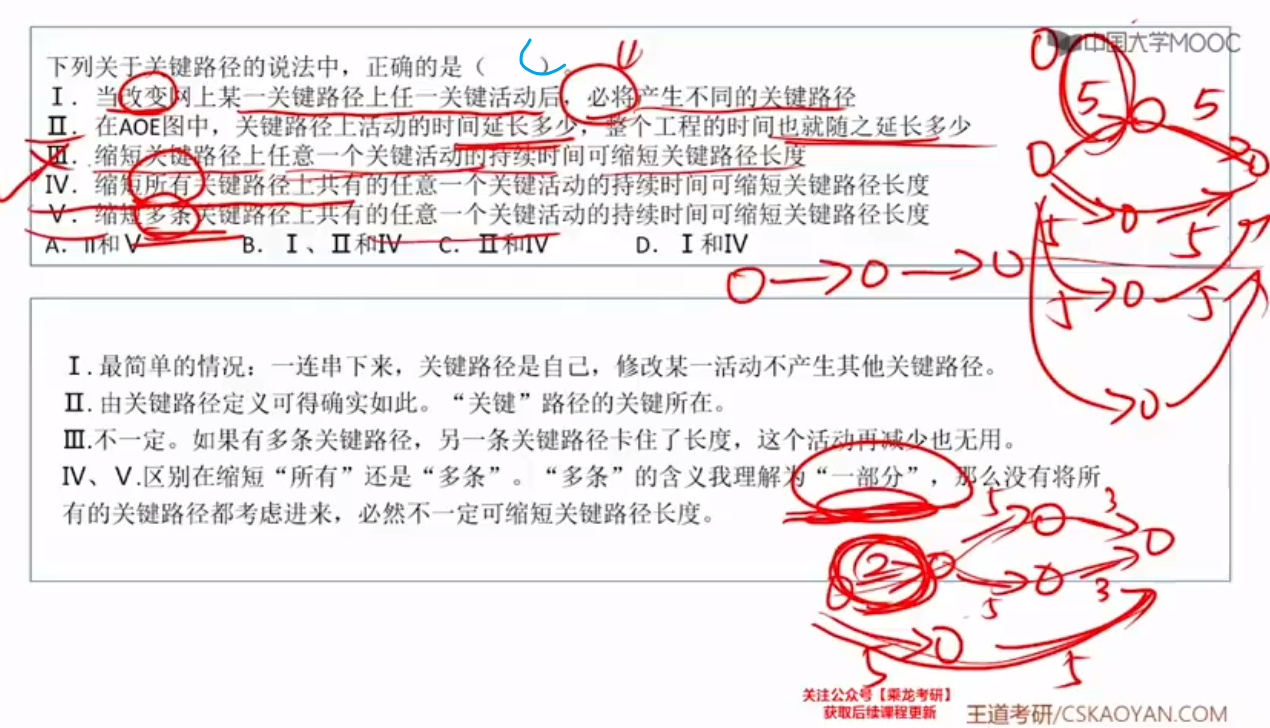 中国大学MOOC
下列关于关键路径的说法中，正确的是（ ）。
Ⅰ. 当改变网上某一关键路径上任一关键活动后，必将产生不同的关键路径
Ⅱ. 在AOE图中，关键路径上活动的时间延长多少，整个工程的时间也就随之延长多少
Ⅲ. 缩短关键路径上任意一个关键活动的持续时间可缩短关键路径长度
Ⅳ. 缩短所有关键路径上共有的任意一个关键活动的持续时间可缩短关键路径长度
Ⅴ. 缩短多条关键路径上共有的任意一个关键活动的持续时间可缩短关键路径长度
A. Ⅱ和Ⅴ B. Ⅰ、Ⅱ和Ⅳ C. Ⅱ和Ⅳ D. Ⅰ和Ⅳ
0 5 0 5 0
0 0 5 5
0 → 0 → 0 5 0 5
Ⅰ. 最简单的情况：一连串下来，关键路径是自己，修改某一活动不产生其他关键路径。
0
Ⅱ. 由关键路径定义可得确实如此。“关键”路径的关键所在。
Ⅲ.不一定。如果有多条关键路径，另一条关键路径卡住了长度，这个活动再减少也无用。
Ⅳ、Ⅴ.区别在缩短“所有”还是“多条”。“多条”的含义我理解为“一部分”，那么没有将所
有的关键路径都考虑进来，必然不一定可缩短关键路径长度。
5 0 3 0
0 2 0 5 0 3
5 0 5
关注公众号【乘龙考研】
获取后续课程更新
王道考研/CSKAOYAN.COM